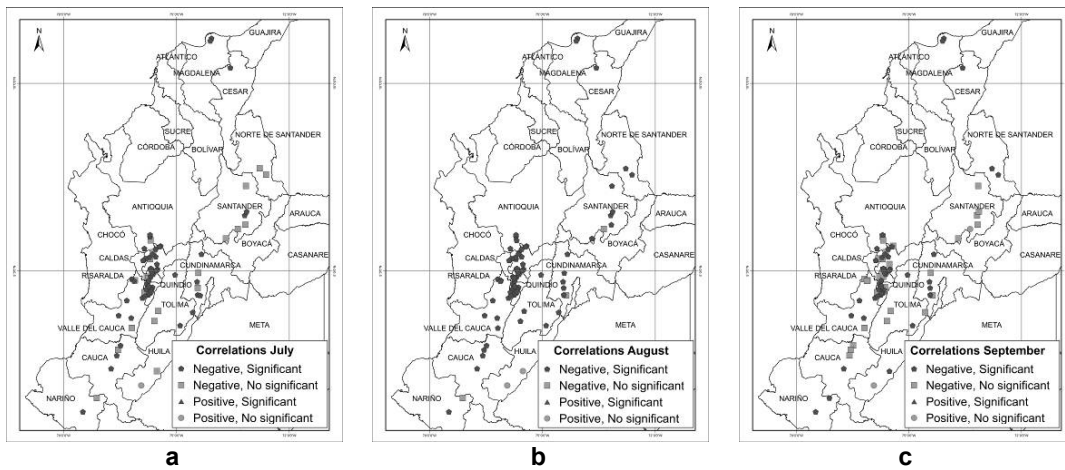 N
GUAJIRA
ATLÁNTICO
MAGDALENA
CESAR
SUCRE
NORTE DE SANTANDER
CÓRDOBA
BOLÍVAR
ANTIOQUIA
SANTANDER
ARAUCA
CHOCÓ
BOYACÁ
CALDAS
CASANARE
CUNDINAMARCA
RISARALDA
QUINDIO
TOLIMA
VALLE DEL CAUCA
META
HUILA
CAUCA
NARIÑO
Correlations July
Negative, Significant
Negative, No significant
Positive, Significant
Positive, No significant
a
N
GUAJIRA
ATLÁNTICO
MAGDALENA
CESAR
SUCRE
NORTE DE SANTANDER
CÓRDOBA
BOLÍVAR
ANTIOQUIA
SANTANDER
ARAUCA
CHOCÓ
BOYACÁ
CALDAS
CASANARE
CUNDINAMARCA
RISARALDA
QUINDIO
TOLIMA
VALLE DEL CAUCA
META
HUILA
CAUCA
NARIÑO
Correlations August
Negative, Significant
Negative, No significant
Positive, Significant
Positive, No significant
b
N
GUAJIRA
ATLÁNTICO
MAGDALENA
CESAR
SUCRE
NORTE DE SANTANDER
CÓRDOBA
BOLÍVAR
ANTIOQUIA
SANTANDER
ARAUCA
CHOCÓ
BOYACÁ
CALDAS
CASANARE
CUNDINAMARCA
RISARALDA
QUINDIO
TOLIMA
VALLE DEL CAUCA
META
HUILA
CAUCA
NARIÑO
Correlations September
Negative, Significant
Negative, No significant
Positive, Significant
Positive, No significant
c